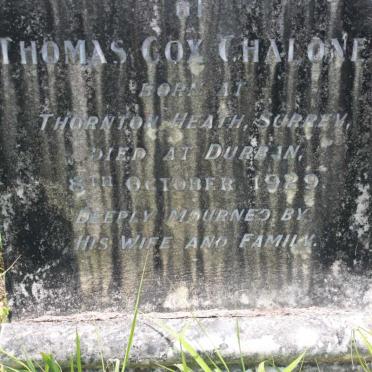 THOMAS COX CHALONE
BORN AT
THORNTON HEATH, SURREY,
DIED AT DURBAN,
8TH OCTOBER 1929
DEEPLY MOURNED BY
HIS WIFE AND FAMILY.